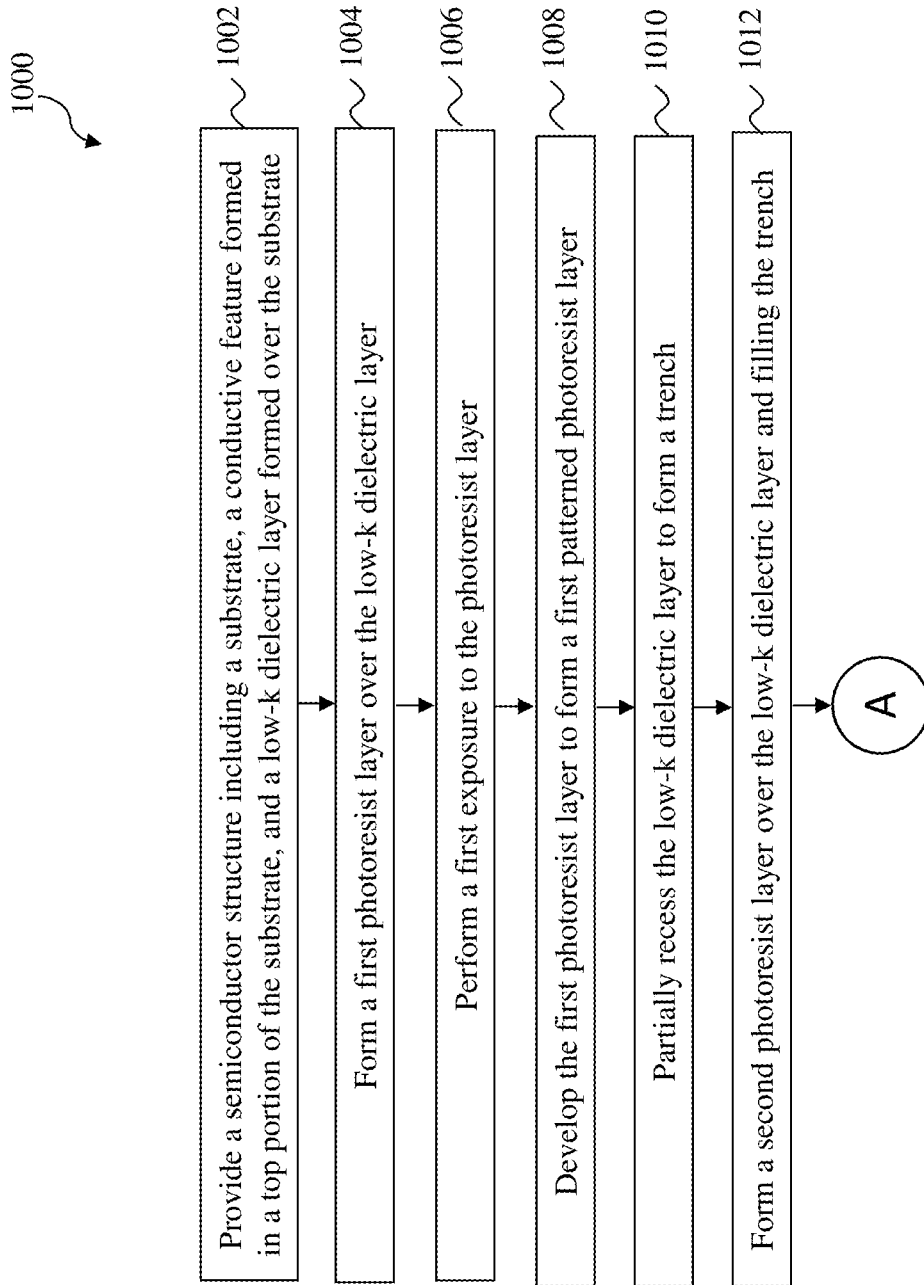 1000
Provide a semiconductor structure including a substrate, a conductive feature formed
in a top portion of the substrate, and a low-k dielectric layer formed over the substrate
1002
Form a first photoresist layer over the low-k dielectric layer
1004
Perform a first exposure to the photoresist layer
1006
Develop the first photoresist layer to form a first patterned photoresist layer
1008
Partially recess the low-k dielectric layer to form a trench
1010
Form a second photoresist layer over the low-k dielectric layer and filling the trench
1012
A